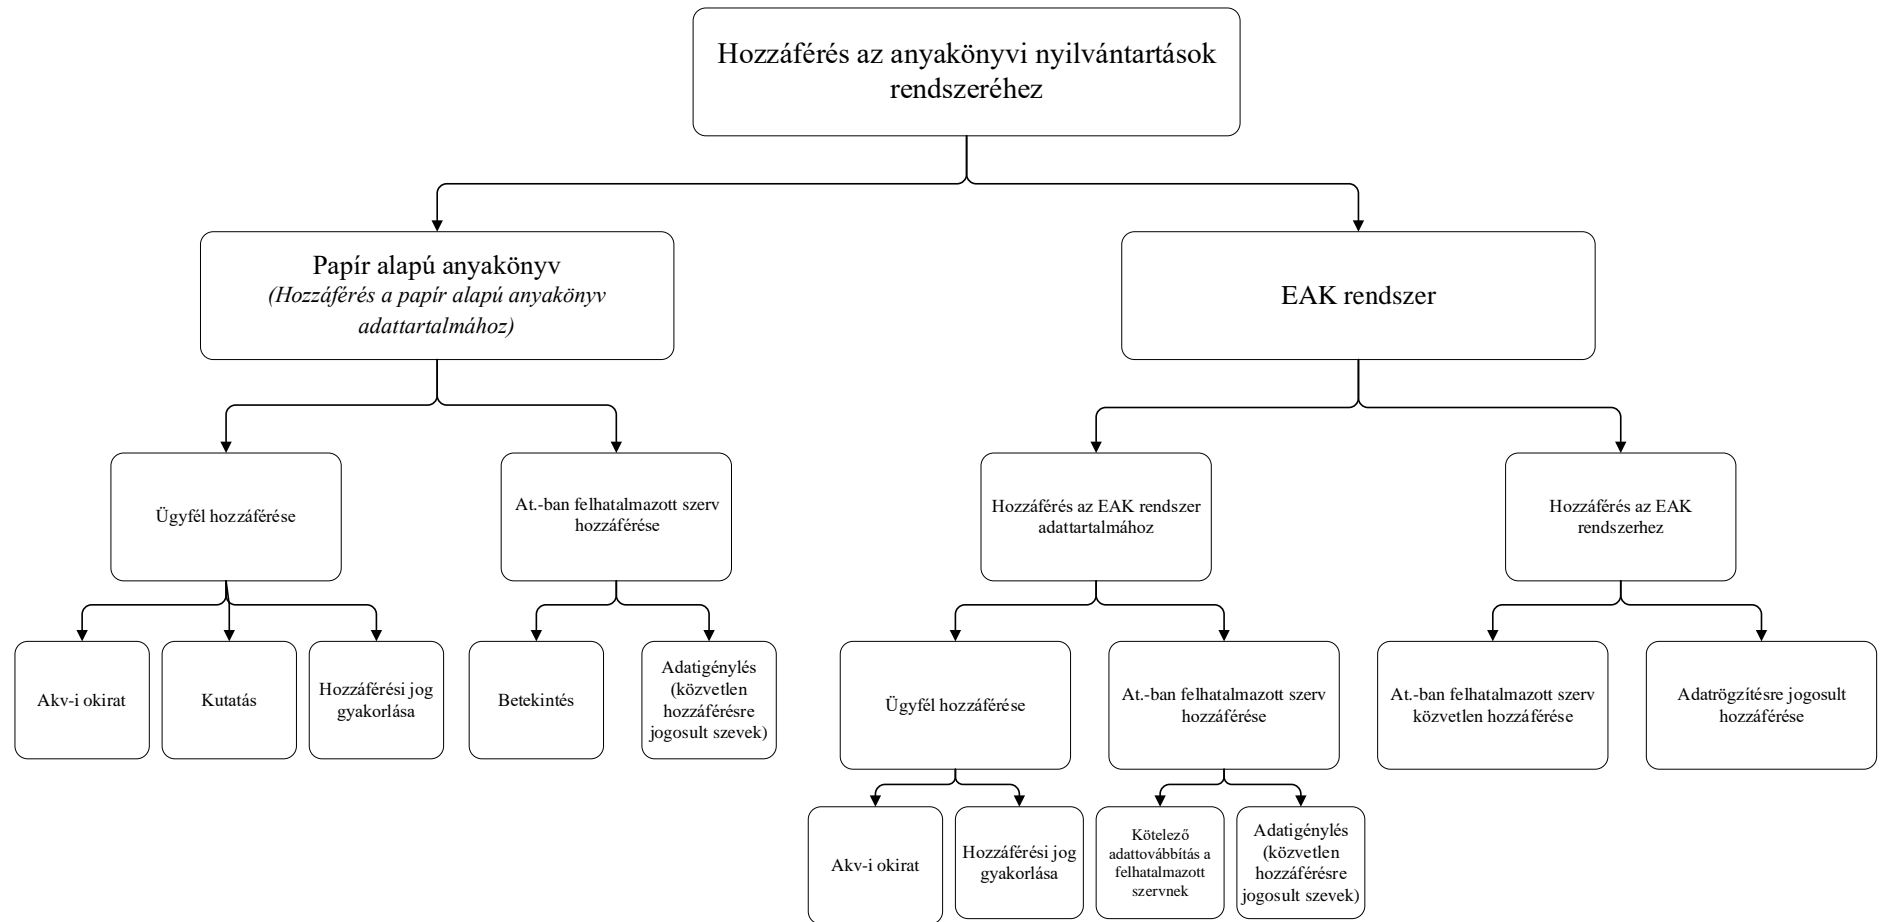 Hozzáférés az anyakönyvi nyilvántartások
rendszeréhez
Papír alapú anyakönyv
(Hozzáférés a papír alapú anyakönyv
adattartalmához)
EAK rendszer
Ügyfél hozzáférése
At.-ban felhatalmazott szerv
hozzáférése
Hozzáférés az EAK rendszer
adattartalmához
Hozzáférés az EAK
rendszerhez
Akv-i okirat
Kutatás
Hozzáférési jog
gyakorlása
Betekintés
Adatigénylés
(közvetlen
hozzáférésre
jogosult szevek)
Ügyfél hozzáférése
At.-ban felhatalmazott szerv
hozzáférése
At.-ban felhatalmazott szerv
közvetlen hozzáférése
Adatrögzítésre jogosult
hozzáférése
Akv-i okirat
Hozzáférési jog
gyakorlása
Kötelező
adattovábbítás a
felhatalmazott
szervnek
Adatigénylés
(közvetlen
hozzáférésre
jogosult szevek)